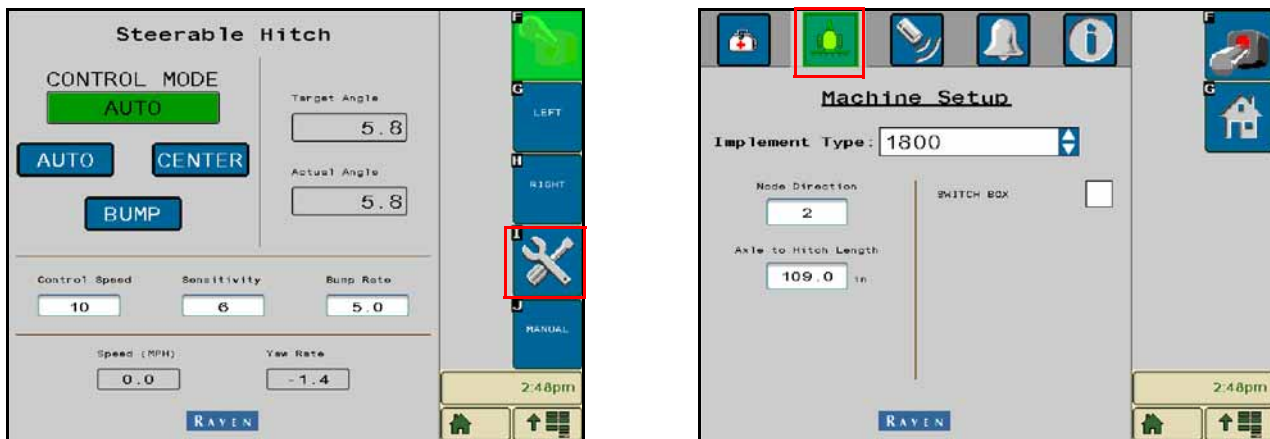 Steerable Hitch
CONTROL MODE
AUTO
AUTO
CENTER
BUMP
Target Angle
5.8
Actual Angle
5.8
Control Speed
Sensitivity
Bump Rate
10
6
5.0
Speed (MPH)
Yaw Rate
0.0
-1.4
RAVEN
F
G
LEFT
H
RIGHT
I
J
MANUAL
2:48pm
Machine Setup
Implement Type: 1800
Node Direction
2
SWITCH BOX
Axle to Hitch Length
109.0 in
RAVEN
F
G
2:48pm